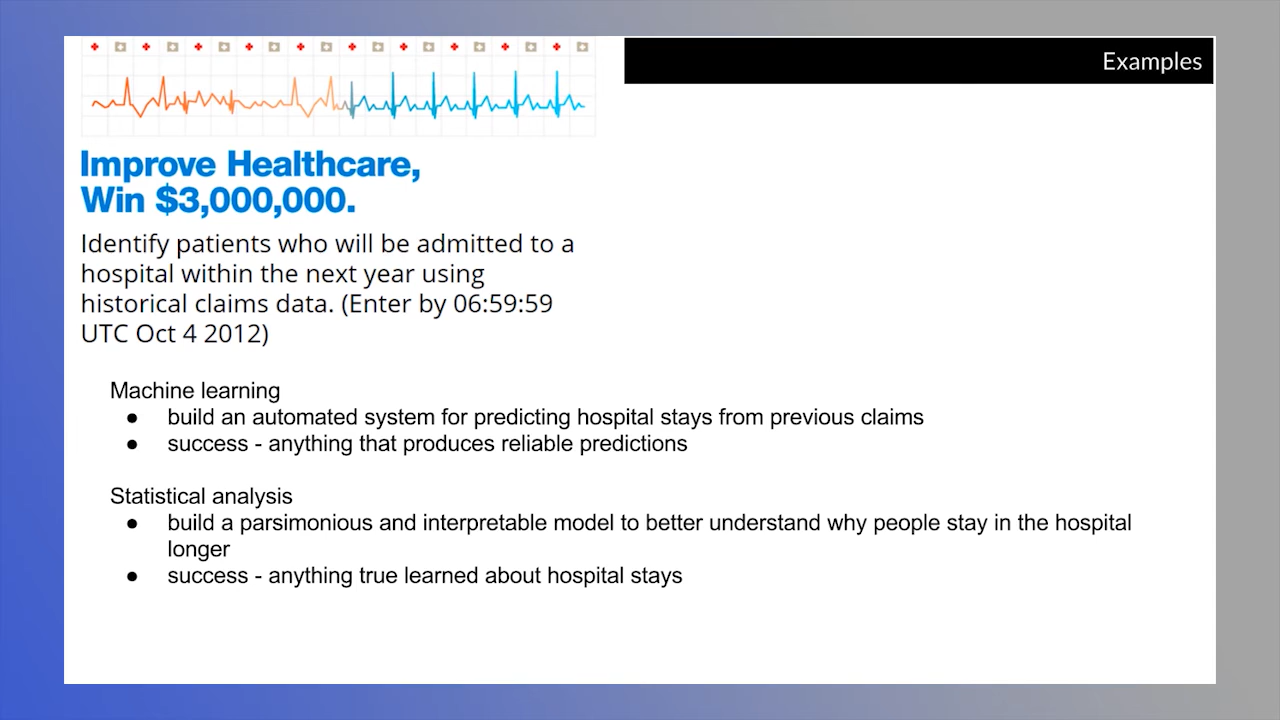 Examples
Improve Healthcare,
Win $3,000,000.
Identify patients who will be admitted to a
hospital within the next year using
historical claims data. (Enter by 06:59:59
UTC Oct 4 2012)
Machine learning
● build an automated system for predicting hospital stays from previous claims
● success - anything that produces reliable predictions
Statistical analysis
● build a parsimonious and interpretable model to better understand why people stay in the hospital
longer
● success - anything true learned about hospital stays